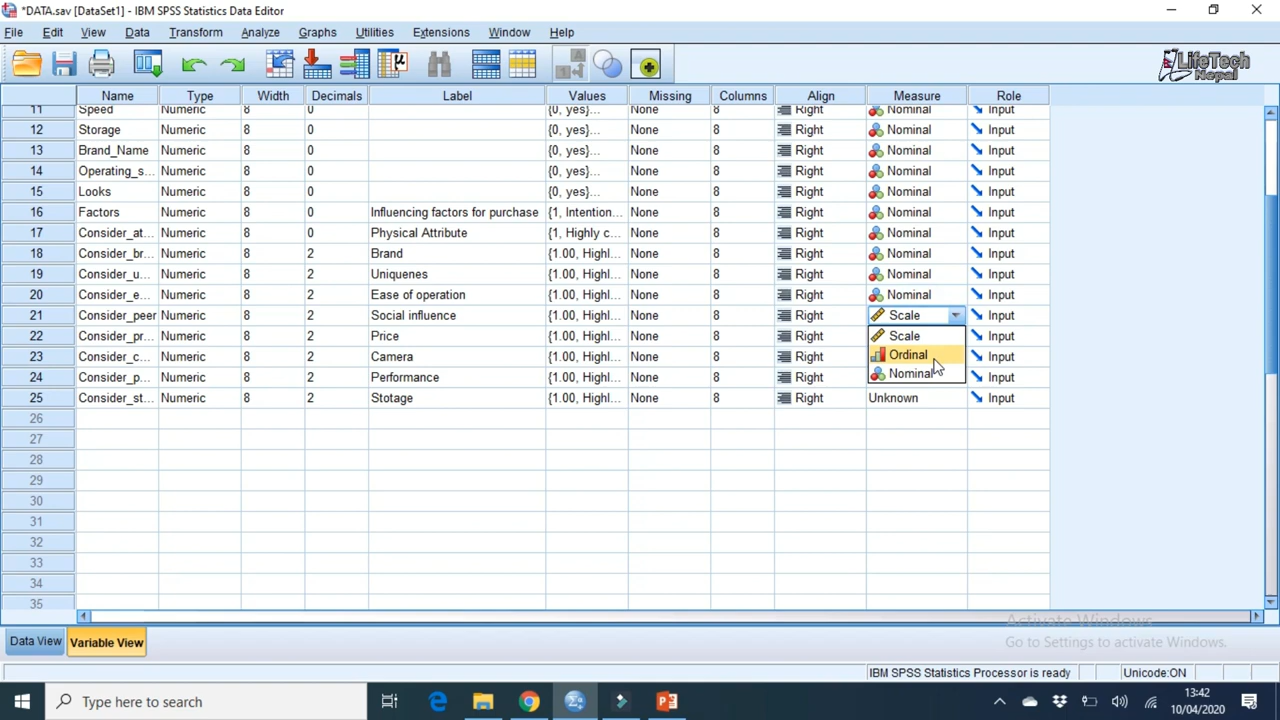 *DATA.sav [DataSet1] - IBM SPSS Statistics Data Editor
File Edit View Data Transform Analyze Graphs Utilities Extensions Window Help
LifeTech
Nepal
Name Type Width Decimals Label Values Missing Columns Align Measure Role
11 Speed Numeric 8 0 {0, yes}... None 8 Right Nominal Input
12 Storage Numeric 8 0 {0, yes}... None 8 Right Nominal Input
13 Brand_Name Numeric 8 0 {0, yes}... None 8 Right Nominal Input
14 Operating_s... Numeric 8 0 {0, yes}... None 8 Right Nominal Input
15 Looks Numeric 8 0 {0, yes}... None 8 Right Nominal Input
16 Factors Numeric 8 0 Influencing factors for purchase {1, Intention... None 8 Right Nominal Input
17 Consider_at... Numeric 8 0 Physical Attribute {1, Highly c... None 8 Right Nominal Input
18 Consider_br... Numeric 8 2 Brand {1.00, Highl... None 8 Right Nominal Input
19 Consider_u... Numeric 8 2 Uniquenes {1.00, Highl... None 8 Right Nominal Input
20 Consider_e... Numeric 8 2 Ease of operation {1.00, Highl... None 8 Right Nominal Input
21 Consider_peer Numeric 8 2 Social influence {1.00, Highl... None 8 Right Scale Input
22 Consider_pr... Numeric 8 2 Price {1.00, Highl... None 8 Right Scale Input
23 Consider_c... Numeric 8 2 Camera {1.00, Highl... None 8 Right Ordinal Input
24 Consider_p... Numeric 8 2 Performance {1.00, Highl... None 8 Right Nominal Input
25 Consider_st... Numeric 8 2 Stotage {1.00, Highl... None 8 Right Unknown Input
26
27
28
29
30
31
32
33
34
35
Activate Windows
Go to Settings to activate Windows.
Data View Variable View
IBM SPSS Statistics Processor is ready Unicode:ON
Type here to search
13:42
10/04/2020